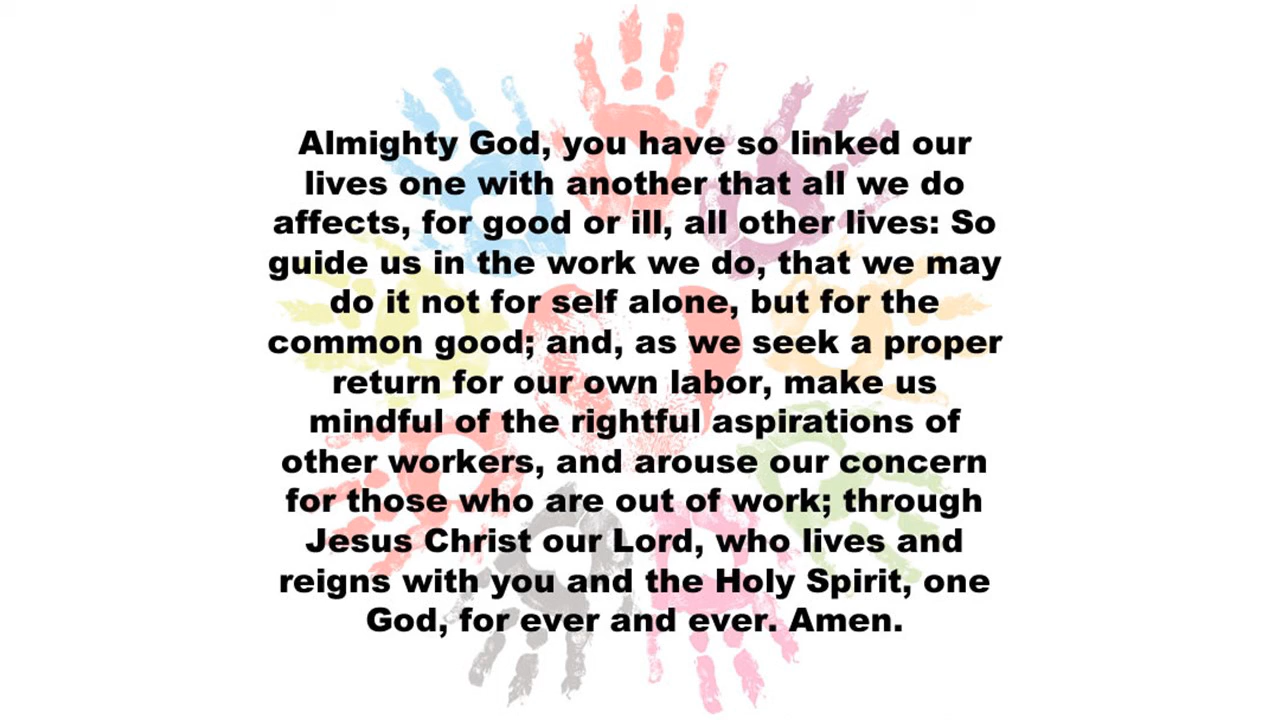 Almighty God, you have so linked our
lives one with another that all we do
affects, for good or ill, all other lives: So
guide us in the work we do, that we may
do it not for self alone, but for the
common good; and, as we seek a proper
return for our own labor, make us
mindful of the rightful aspirations of
other workers, and arouse our concern
for those who are out of work; through
Jesus Christ our Lord, who lives and
reigns with you and the Holy Spirit, one
God, for ever and ever. Amen.